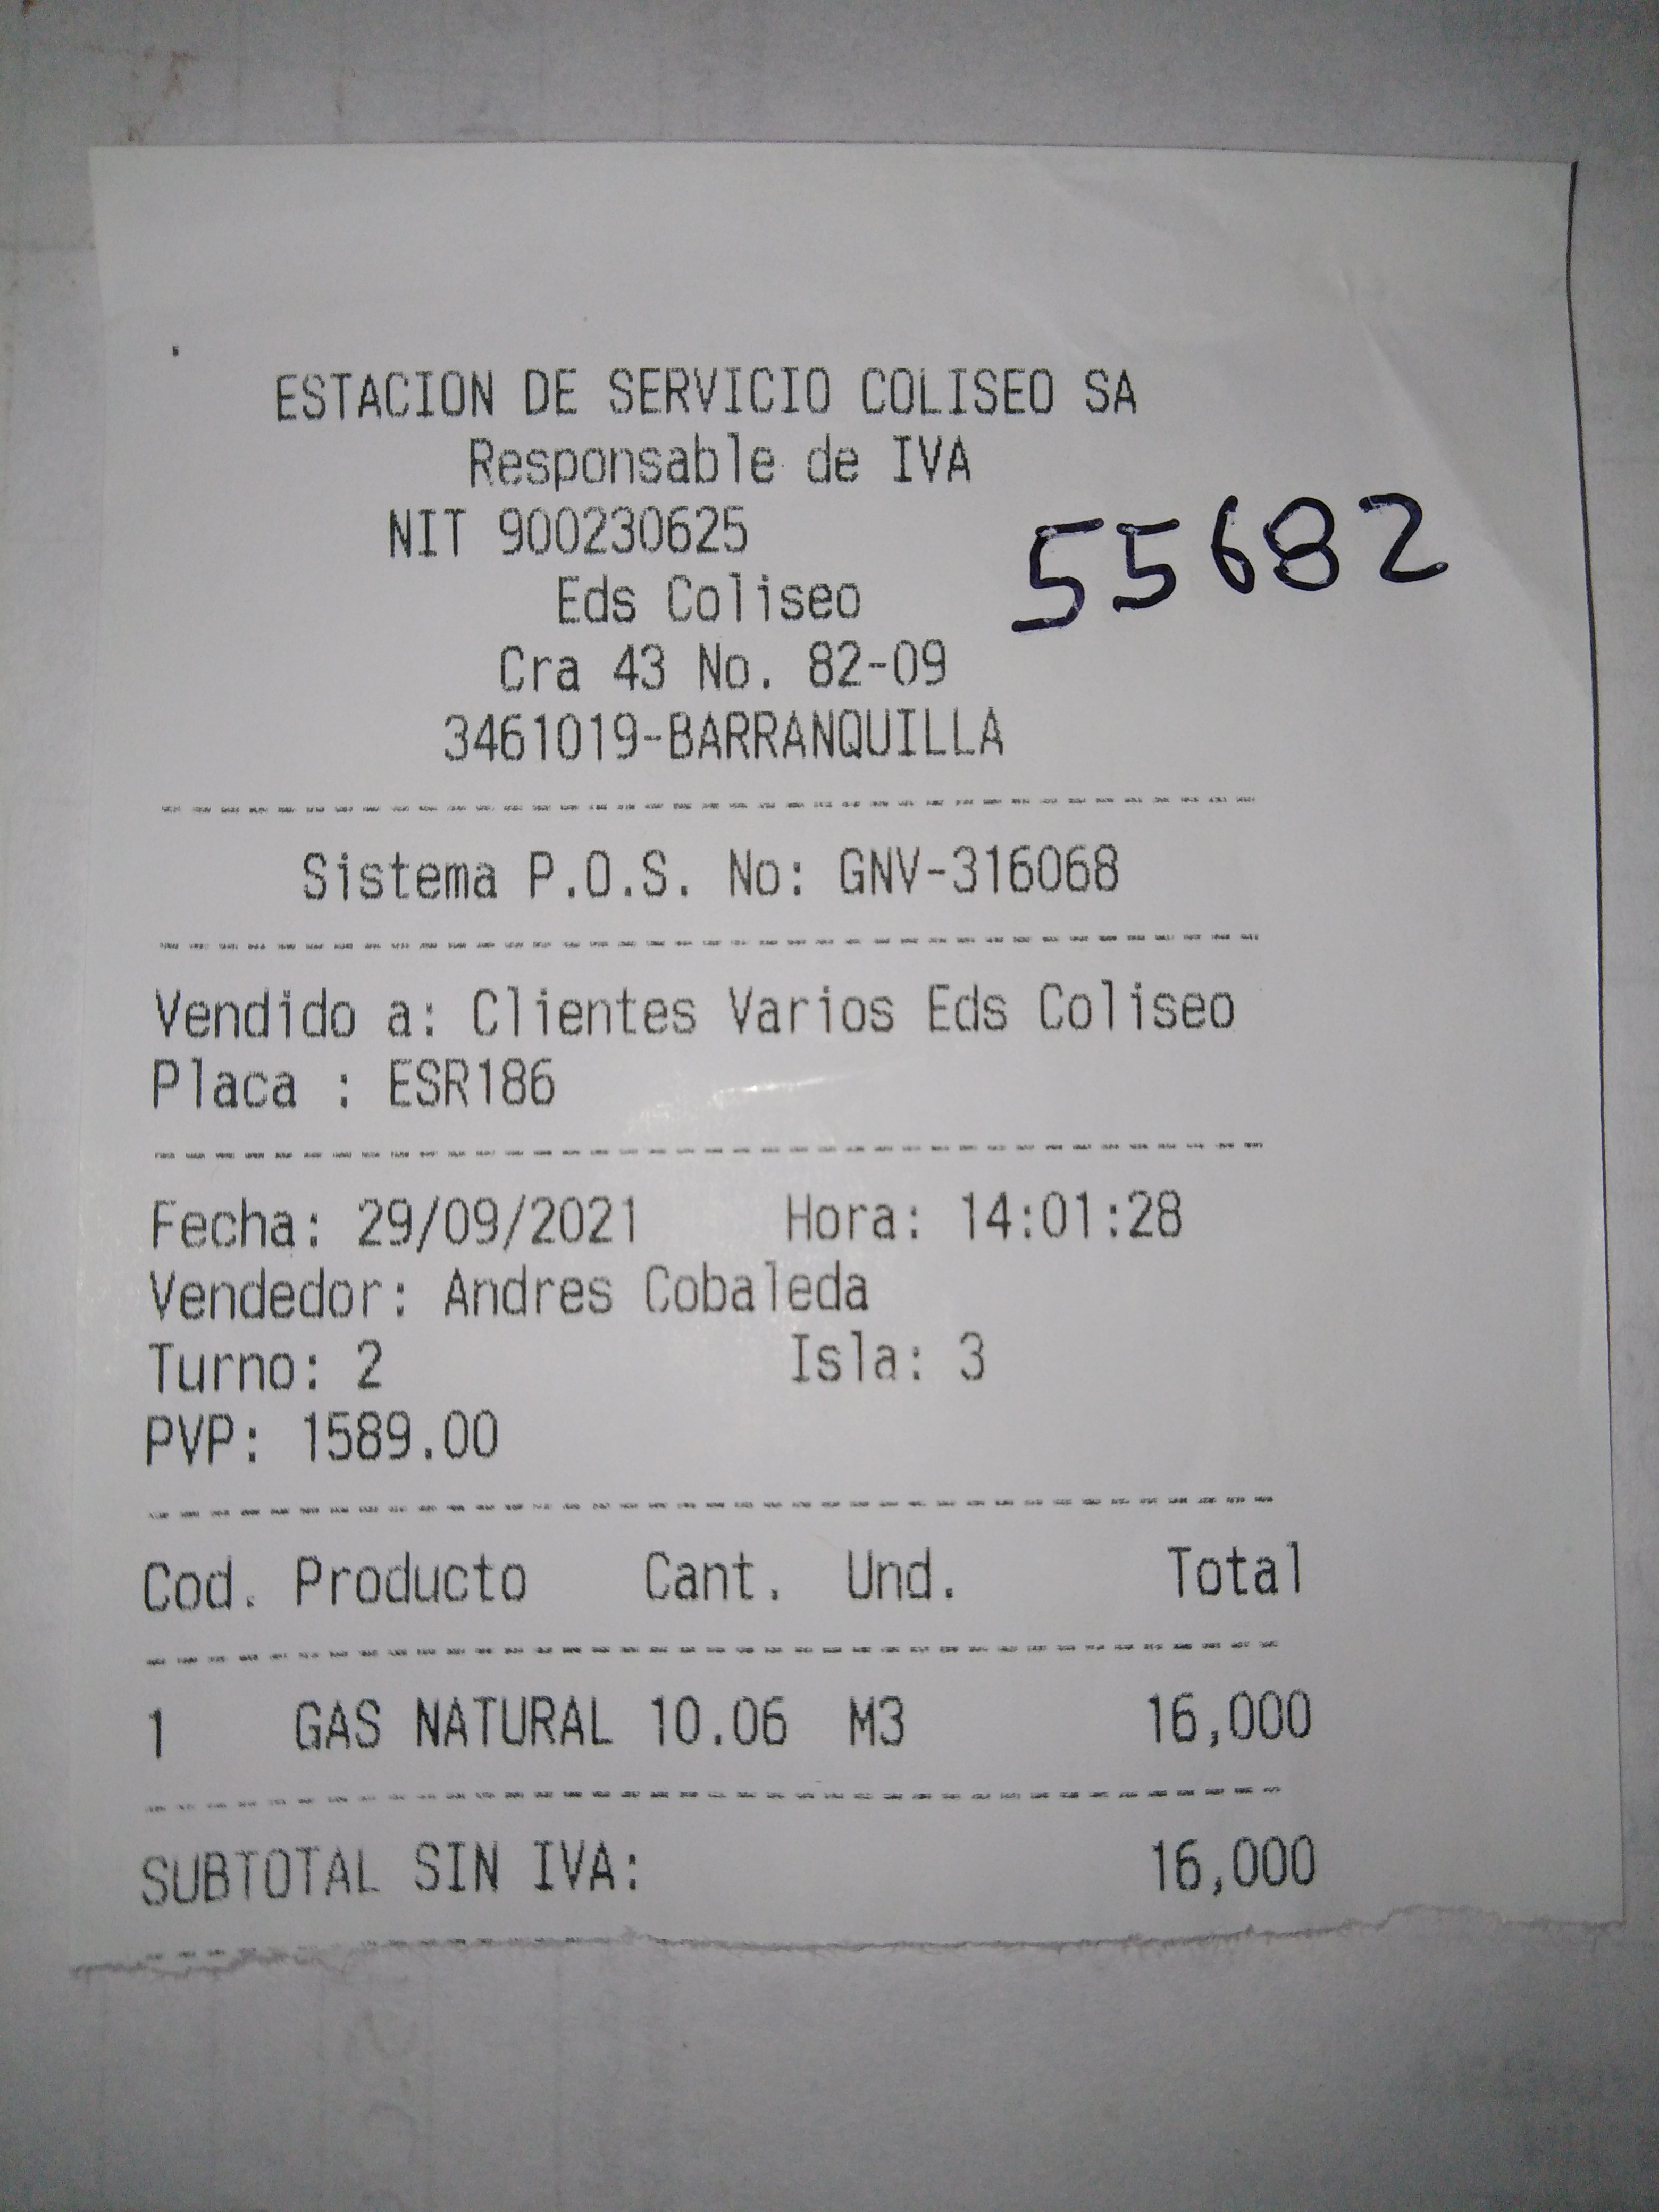 ESTACION DE SERVICIO COLISEO SA
Responsable de IVA
NIT 900230625
55682
Eds Coliseo
Cra 43 No. 82-09
3461019-BARRANQUILLA
Sistema P.O.S. No: GNV-316068
Vendido a: Clientes Varios Eds Coliseo
Placa : ESR186
Fecha: 29/09/2021 Hora: 14:01:28
Vendedor: Andres Cobaleda
Turno: 2 Isla: 3
PVP: 1589.00
Cod. Producto Cant. Und. Total
1 GAS NATURAL 10.06 M3 16,000
SUBTOTAL SIN IVA: 16,000